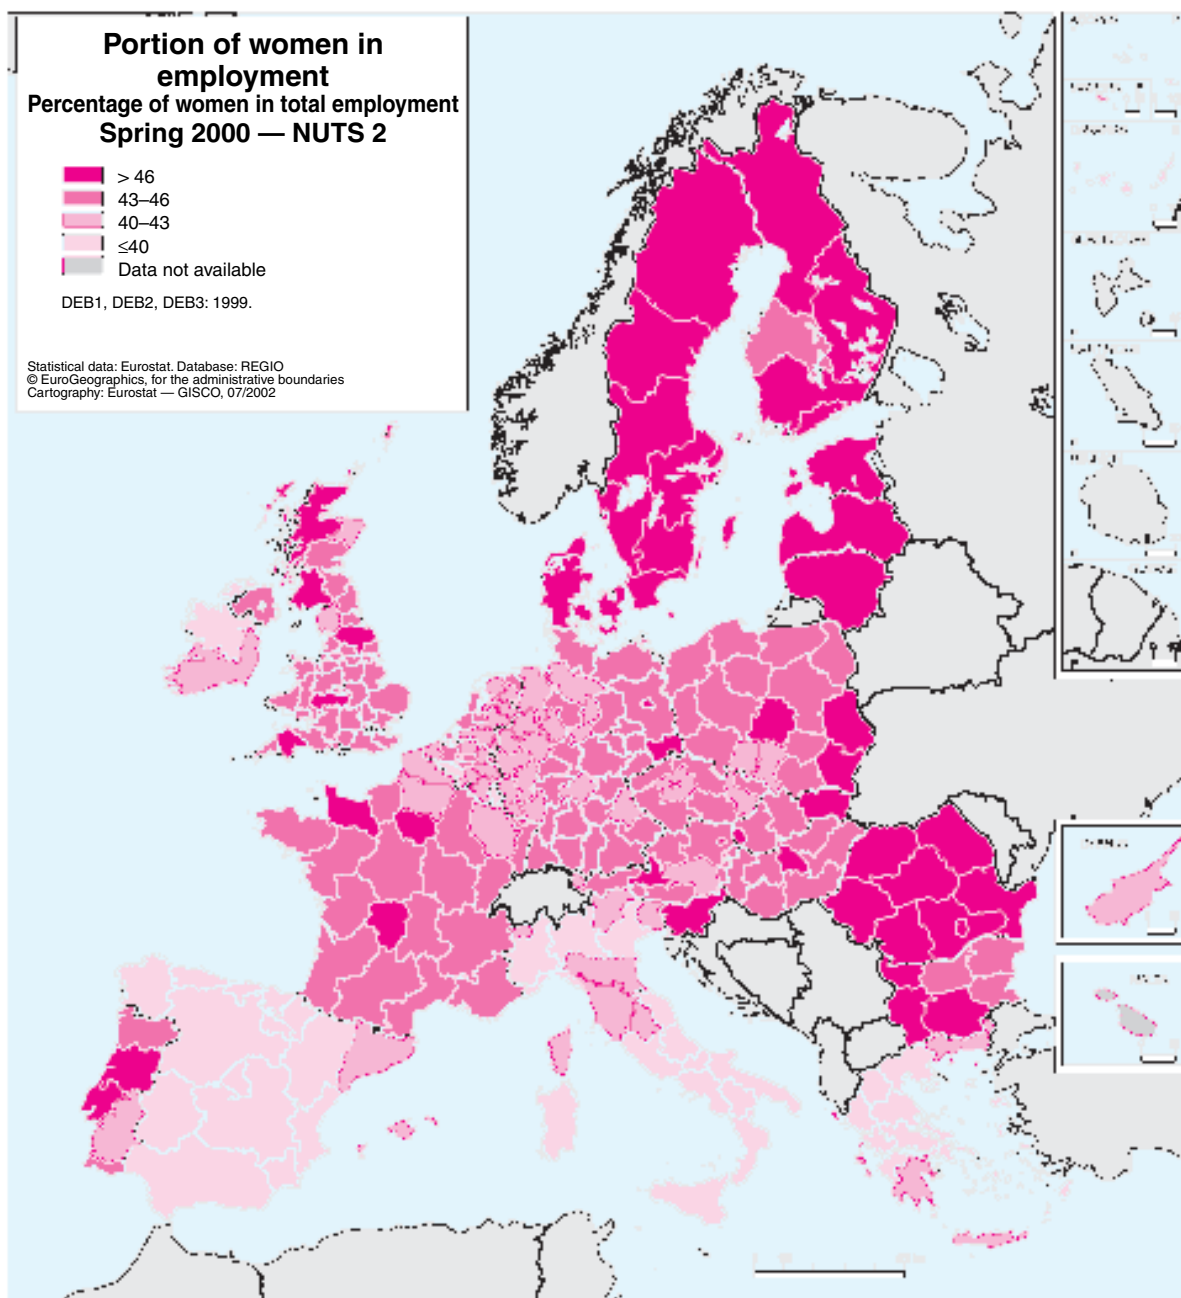 Portion of women in
employment
Percentage of women in total employment
Spring 2000 — NUTS 2
> 46
43–46
40–43
≤40
Data not available
DEB1, DEB2, DEB3: 1999.
Statistical data: Eurostat. Database: REGIO
© EuroGeographics, for the administrative boundaries
Cartography: Eurostat — GISCO, 07/2002